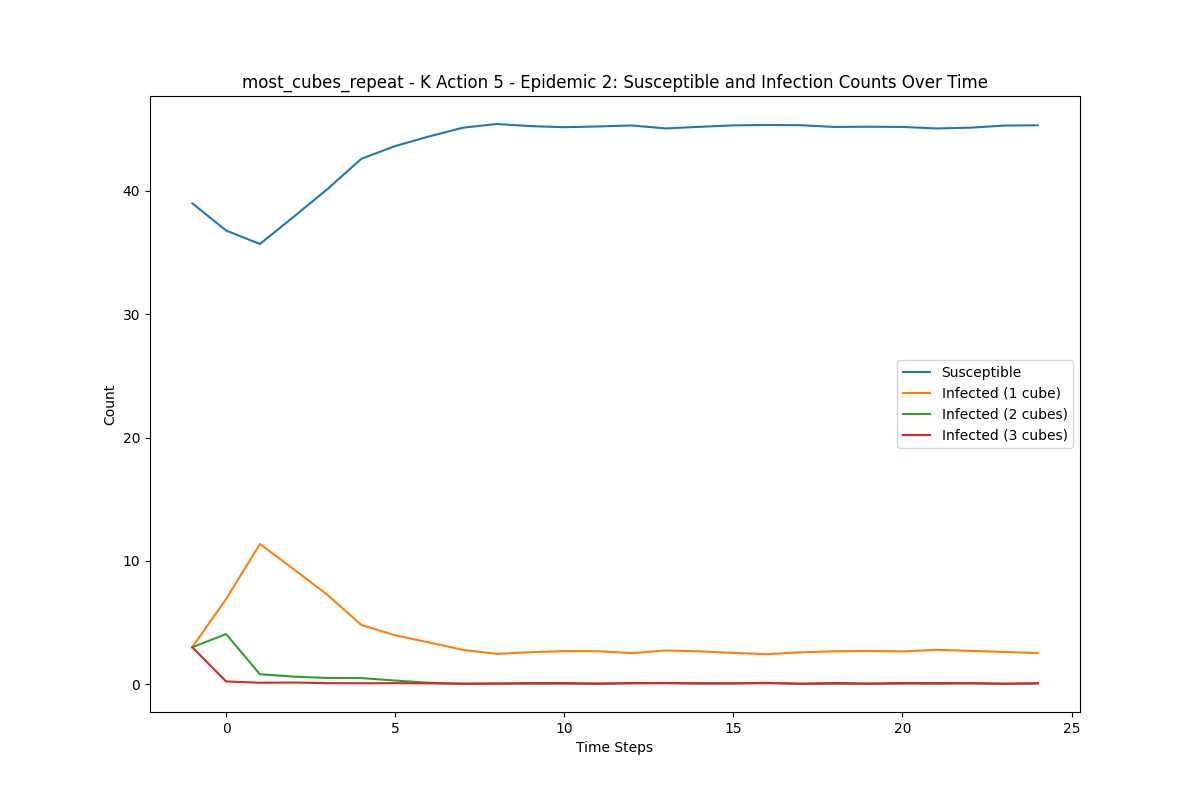 most_cubes_repeat - K Action 5 - Epidemic 2: Susceptible and Infection Counts Over Time
Count
40
30
20
10
0
Susceptible
Infected (1 cube)
Infected (2 cubes)
Infected (3 cubes)
0 5 10 15 20 25
Time Steps